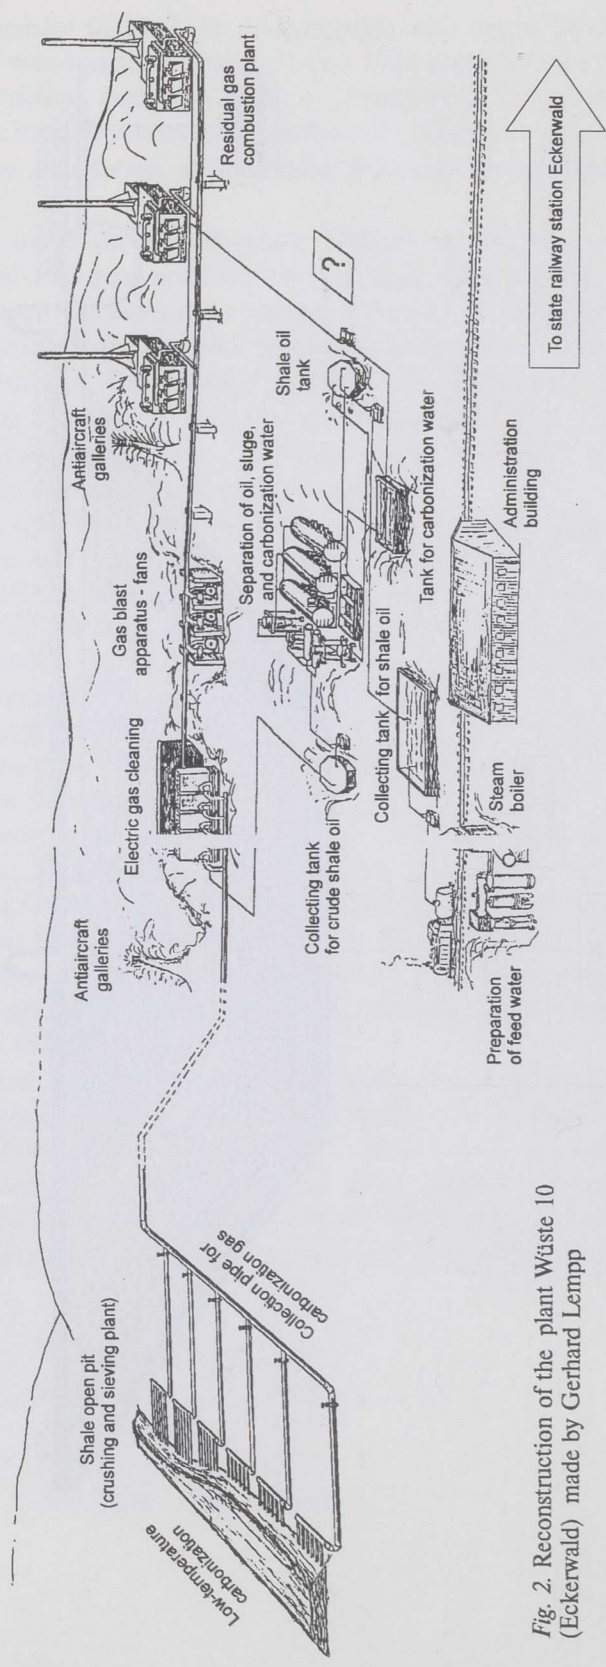 Shale open pit
(crushing and sieving plant)
Low-temperature
carbonization
Collection pipe for
carbonization gas
Antiaircraft
galleries
Electric gas cleaning
Gas blast
apparatus - fans
Antiaircraft
galleries
Residual gas
combustion plant
Collecting tank
for crude shale oil
Separation of oil, sluge,
and carbonization water
Shale oil
tank
?
Collecting tank for shale oil
Tank for carbonization water
Preparation
of feed water
Steam
boiler
Administration
building
To state railway station Eckerwald
Fig. 2. Reconstruction of the plant Wüste 10
(Eckerwald) made by Gerhard Lempp